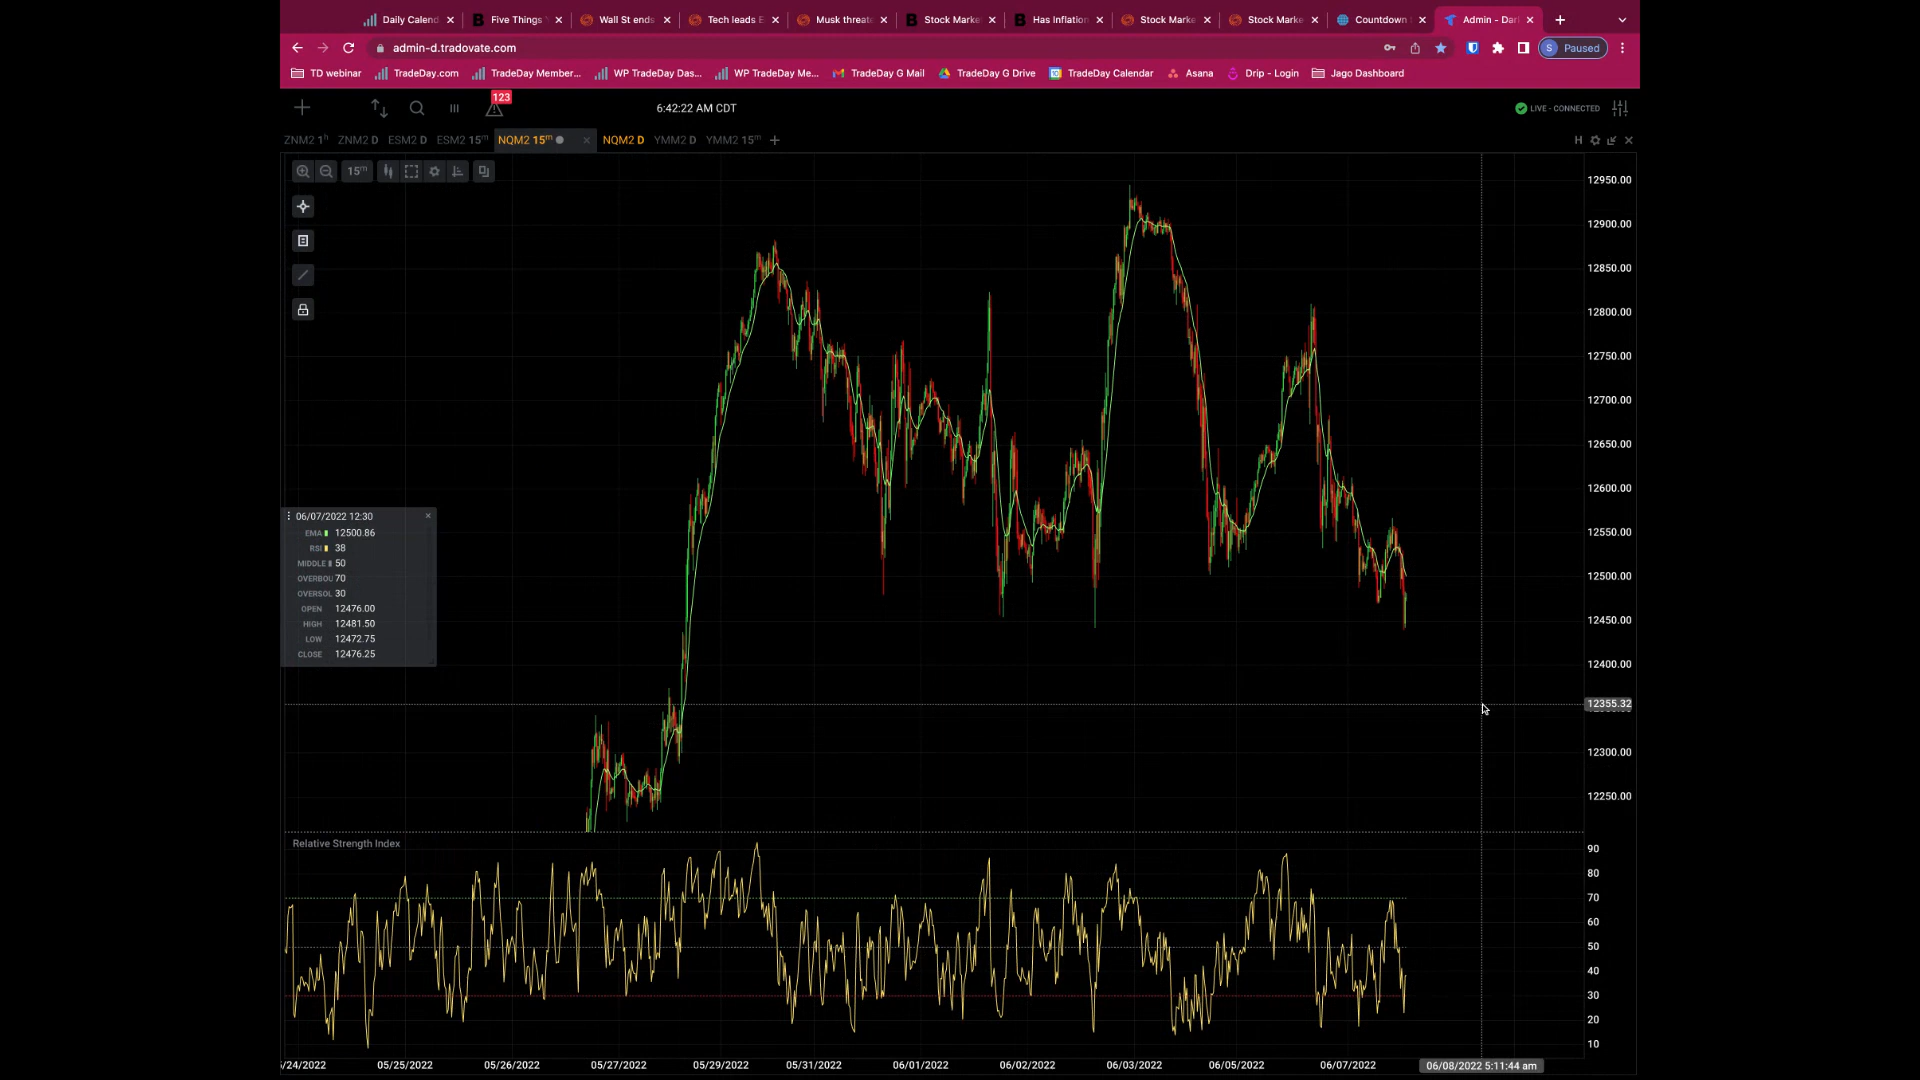 Daily Calend
Five Things
Wall St ends
Tech leads E
Musk threate
Stock Marke
Has Inflation
Stock Marke
Stock Marke
Countdown
Admin - Dar
admin-d.tradovate.com
S Paused
TD webinar
TradeDay.com
TradeDay Member...
WP TradeDay Das...
WP TradeDay Me...
TradeDay G Mail
TradeDay G Drive
TradeDay Calendar
Asana
Drip - Login
Jago Dashboard
123
6:42:22 AM CDT
LIVE - CONNECTED
ZNM2 1h
ZNM2 D
ESM2 D
ESM2 15m
NQM2 15m
NQM2 D
YMM2 D
YMM2 15m
H
15m
12950.00
12900.00
12850.00
12800.00
12750.00
12700.00
12650.00
12600.00
12550.00
12500.00
12450.00
12400.00
12355.32
12300.00
12250.00
06/07/2022 12:30
EMA 12500.86
RSI 38
MIDDLE 50
OVERBOU 70
OVERSOL 30
OPEN 12476.00
HIGH 12481.50
LOW 12472.75
CLOSE 12476.25
Relative Strength Index
90
80
70
60
50
40
30
20
10
/24/2022
05/25/2022
05/26/2022
05/27/2022
05/29/2022
05/31/2022
06/01/2022
06/02/2022
06/03/2022
06/05/2022
06/07/2022
06/08/2022 5:11:44 am